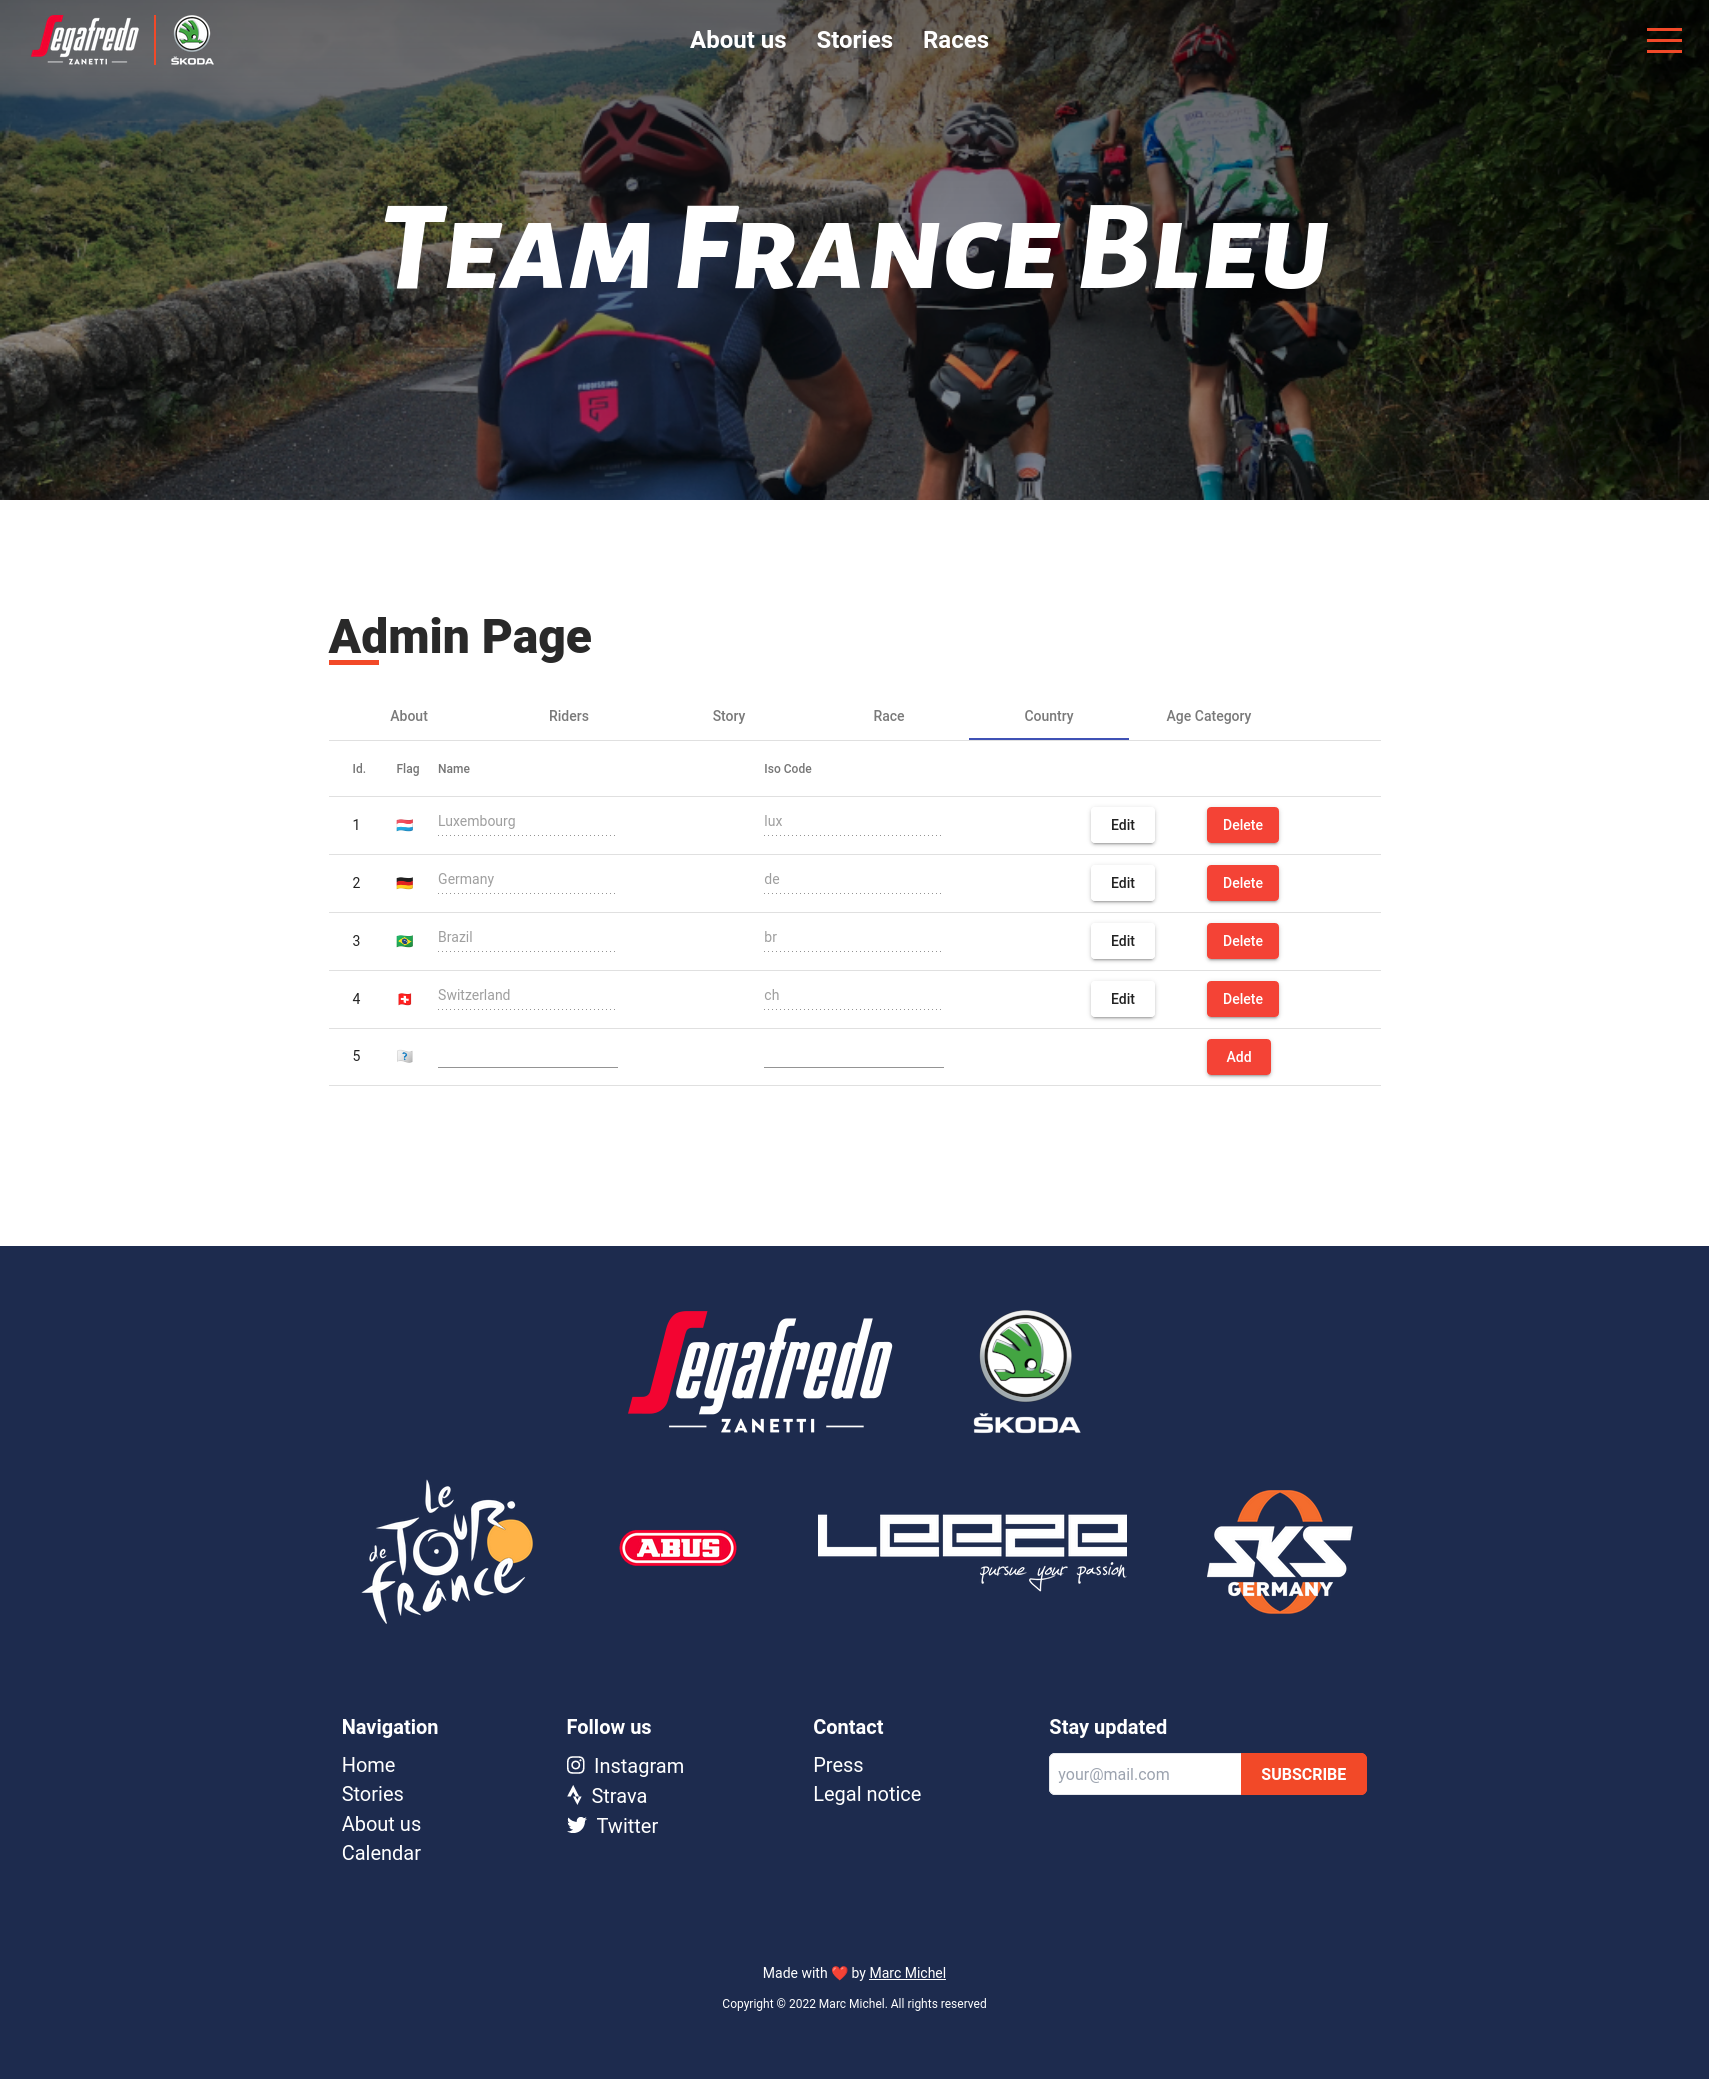 Segafredo
ZANETTI
ŠKODA
About us
Stories
Races
Team France Bleu
Admin Page
About
Riders
Story
Race
Country
Age Category
Id.
Flag
Name
Iso Code
1
Luxembourg
lux
Edit
Delete
2
Germany
de
Edit
Delete
3
Brazil
br
Edit
Delete
4
Switzerland
ch
Edit
Delete
5
?
Add
Segafredo
ZANETTI
ŠKODA
Le
TOUR
de
france
ABUS
Leeze
pursue your passion
SKS
GERMANY
Navigation
Home
Stories
About us
Calendar
Follow us
Instagram
Strava
Twitter
Contact
Press
Legal notice
Stay updated
your@mail.com
SUBSCRIBE
Made with ❤️ by Marc Michel
Copyright © 2022 Marc Michel. All rights reserved